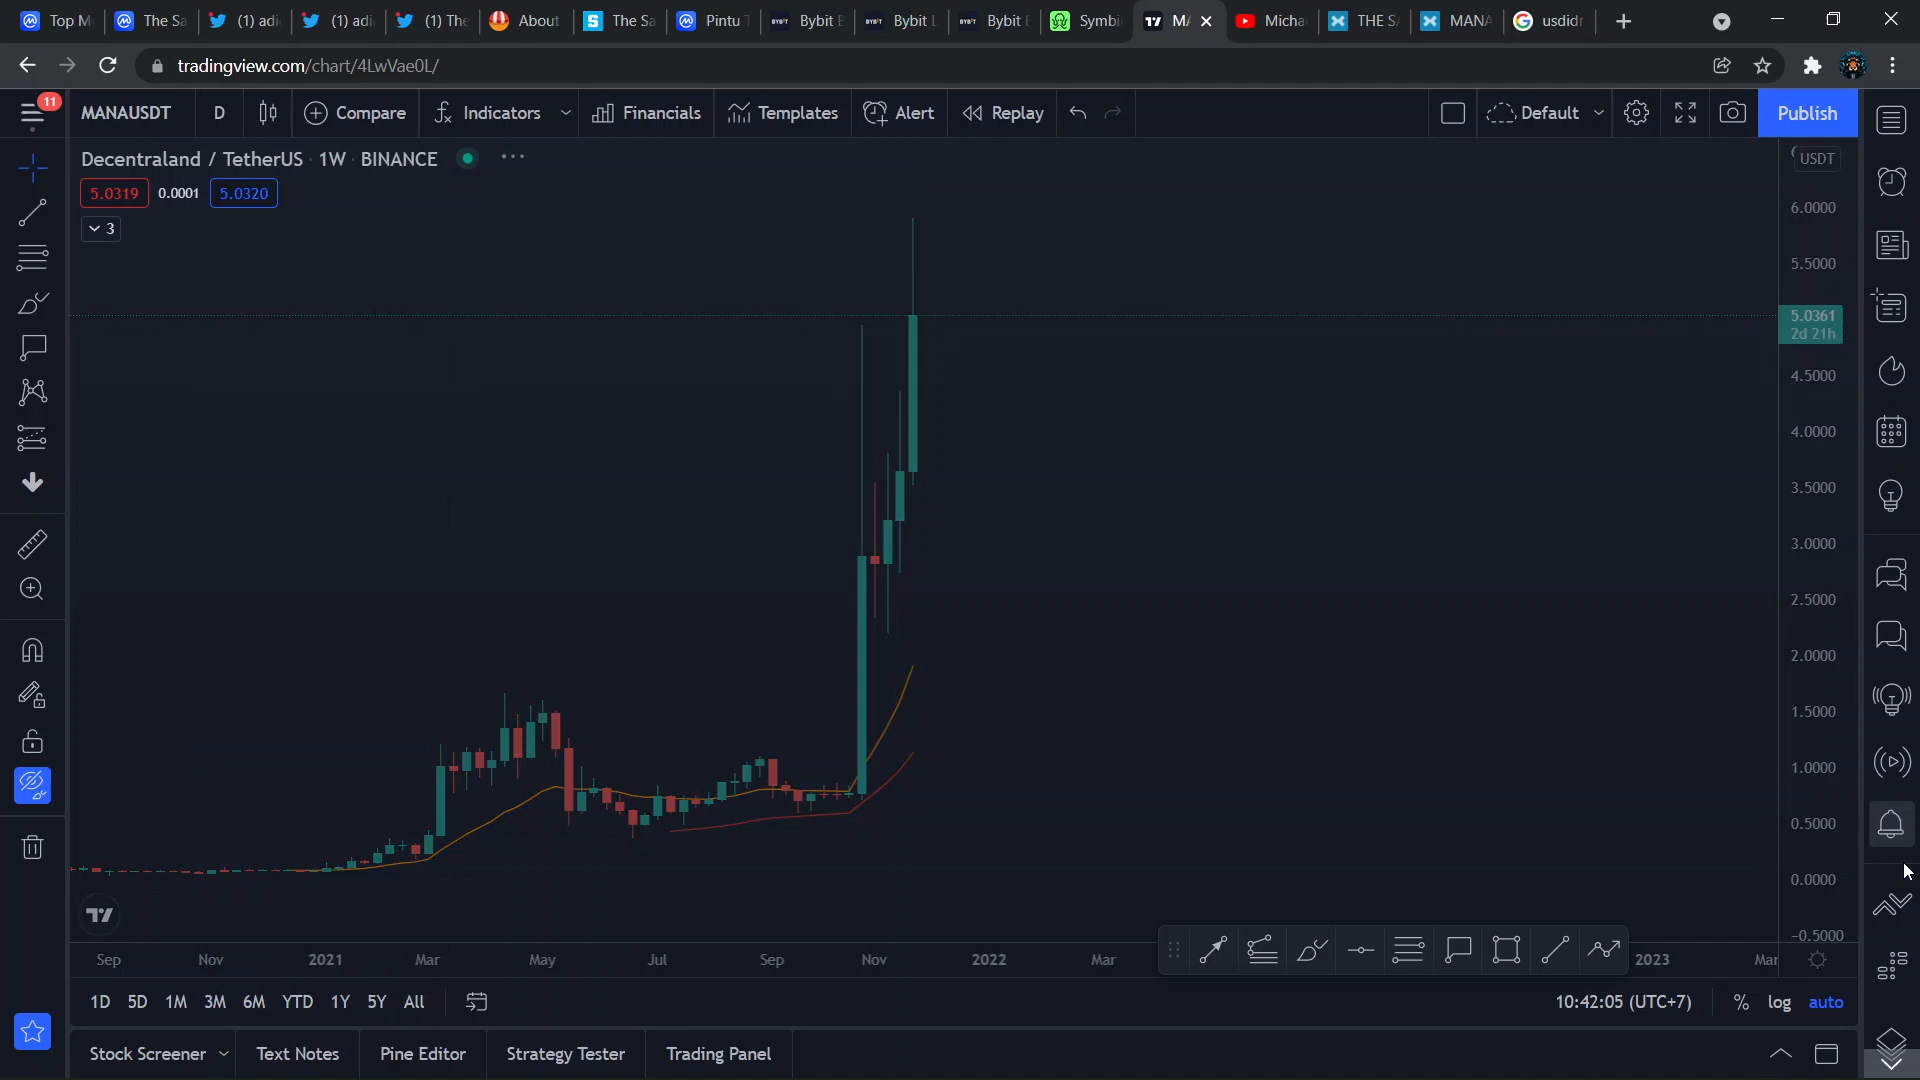 Top M
The Sa
(1) adi
(1) adi
(1) The
About
The Sa
Pintu T
Bybit E
Bybit L
Bybit E
Symbi
MA
Micha
THE SA
MANA
usdidr
tradingview.com/chart/4LwVae0L/
11
MANAUSDT
D
Compare
Indicators
Financials
Templates
Alert
Replay
Default
Publish
Decentraland / TetherUS · 1W · BINANCE
USDT
5.0319
0.0001
5.0320
3
6.0000
5.5000
5.0361
2d 21h
4.5000
4.0000
3.5000
3.0000
2.5000
2.0000
1.5000
1.0000
0.5000
0.0000
-0.5000
Sep
Nov
2021
Mar
May
Jul
Sep
Nov
2022
Mar
2023
Mar
1D
5D
1M
3M
6M
YTD
1Y
5Y
All
10:42:05 (UTC+7)
%
log
auto
Stock Screener
Text Notes
Pine Editor
Strategy Tester
Trading Panel